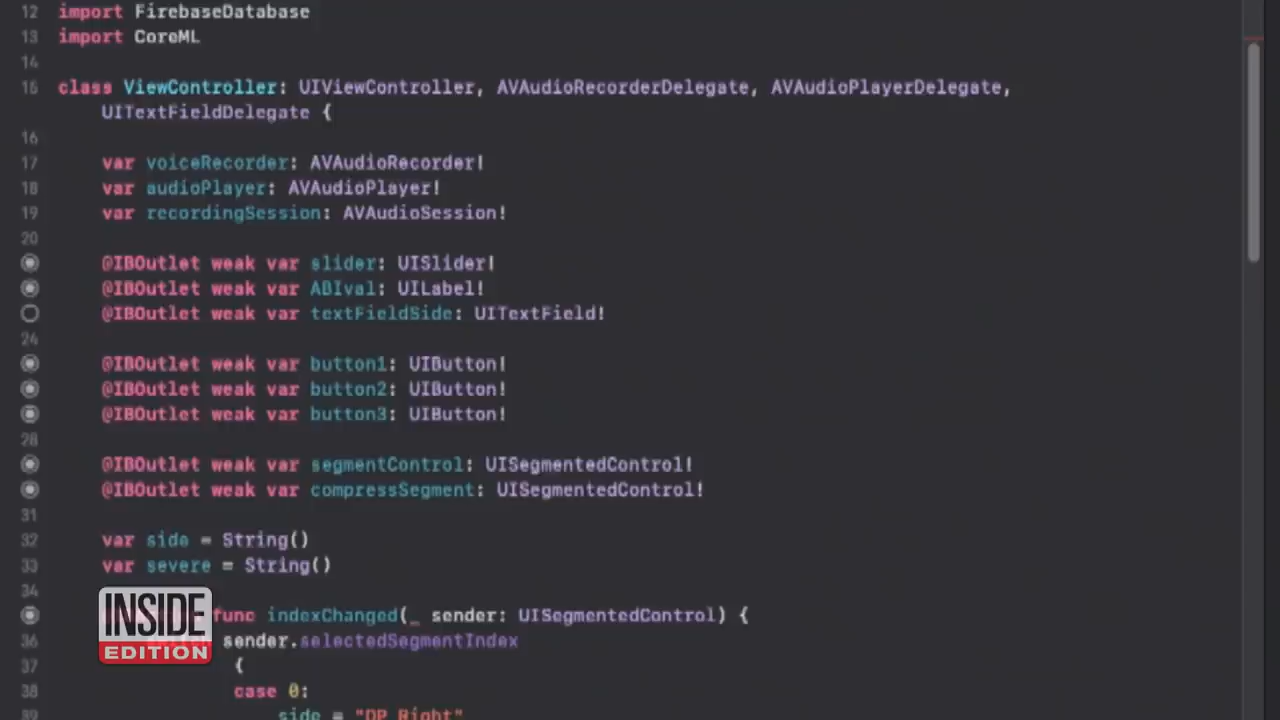 12 import FirebaseDatabase
13 import CoreML
14
15 class ViewController: UIViewController, AVAudioRecorderDelegate, AVAudioPlayerDelegate,
UITextFieldDelegate {
16
17 var voiceRecorder: AVAudioRecorder!
18 var audioPlayer: AVAudioPlayer!
19 var recordingSession: AVAudioSession!
20
@IBOutlet weak var slider: UISlider!
@IBOutlet weak var ABIval: UILabel!
@IBOutlet weak var textFieldSide: UITextField!
24
@IBOutlet weak var button1: UIButton!
@IBOutlet weak var button2: UIButton!
@IBOutlet weak var button3: UIButton!
28
@IBOutlet weak var segmentControl: UISegmentedControl!
@IBOutlet weak var compressSegment: UISegmentedControl!
31
32 var side = String()
33 var severe = String()
34
func indexChanged(_ sender: UISegmentedControl) {
36 sender.selectedSegmentIndex
37 {
38 case 0:
39 side = "DP Right"
INSIDE
EDITION